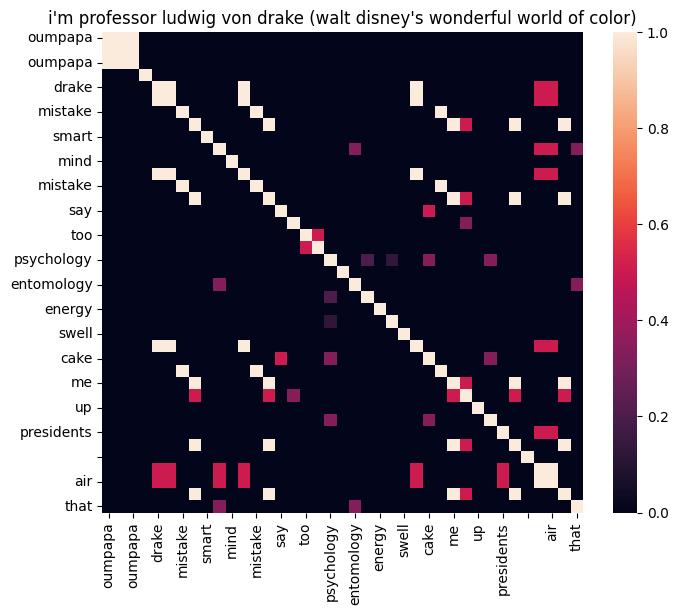 i'm professor ludwig von drake (walt disney's wonderful world of color)
oumpapa
oumpapa
drake
mistake
smart
mind
mistake
say
too
psychology
entomology
energy
swell
cake
me
up
presidents
air
that
1.0
0.8
0.6
0.4
0.2
0.0
oumpapa
oumpapa
drake
mistake
smart
mind
mistake
say
too
psychology
entomology
energy
swell
cake
me
up
presidents
air
that